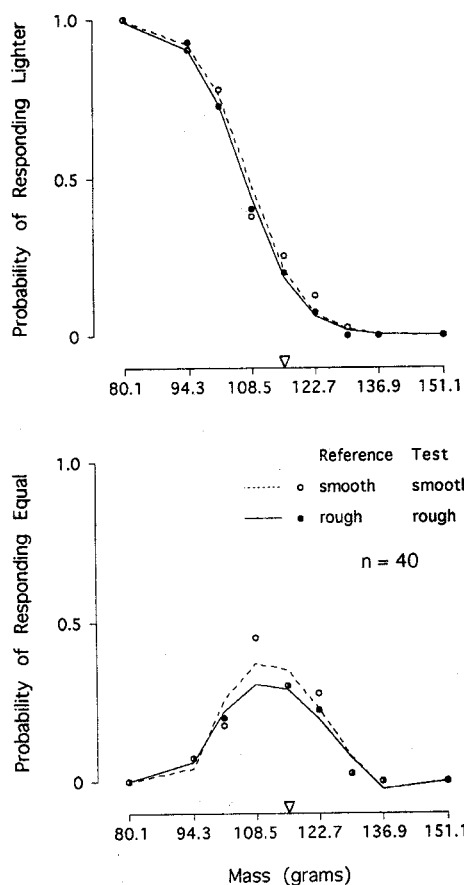 Probability of Responding Lighter
1.0
0.5
0
80.1 94.3 108.5 122.7 136.9 151.1
Probability of Responding Equal
1.0
0.5
0
Reference Test
smooth smooth
rough rough
n = 40
80.1 94.3 108.5 122.7 136.9 151.1
Mass (grams)